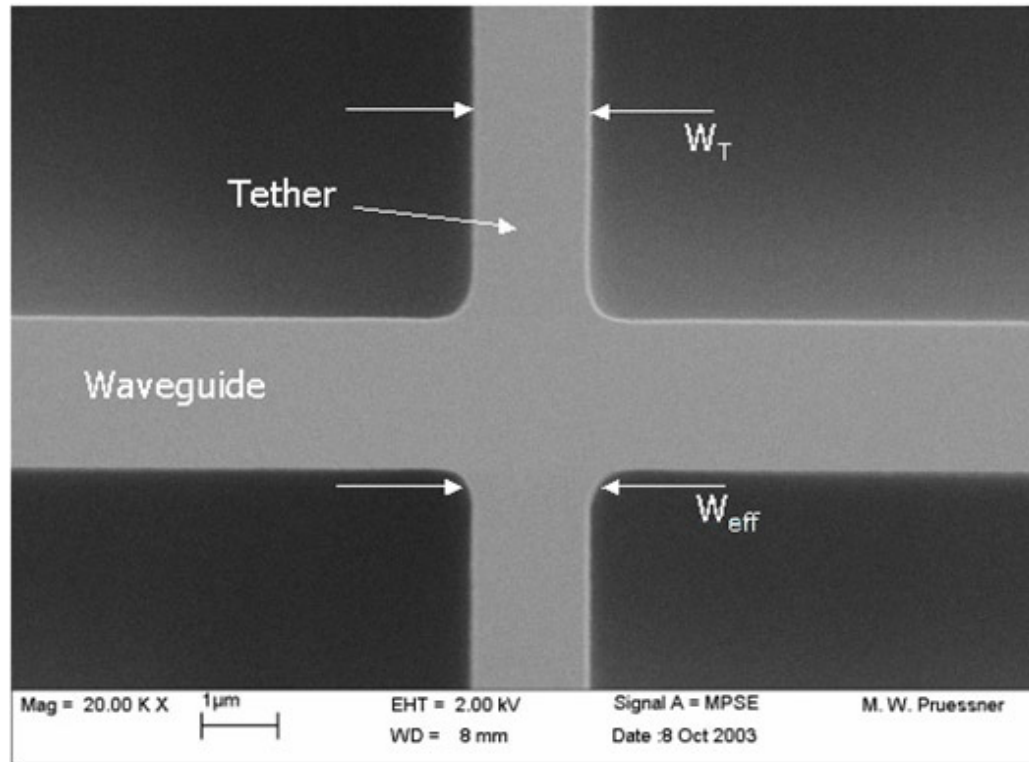 W_T
Tether
Waveguide
W_eff
Mag = 20.00 K X 1µm EHT = 2.00 kV Signal A = MPSE M. W. Pruessner
WD = 8 mm Date :8 Oct 2003